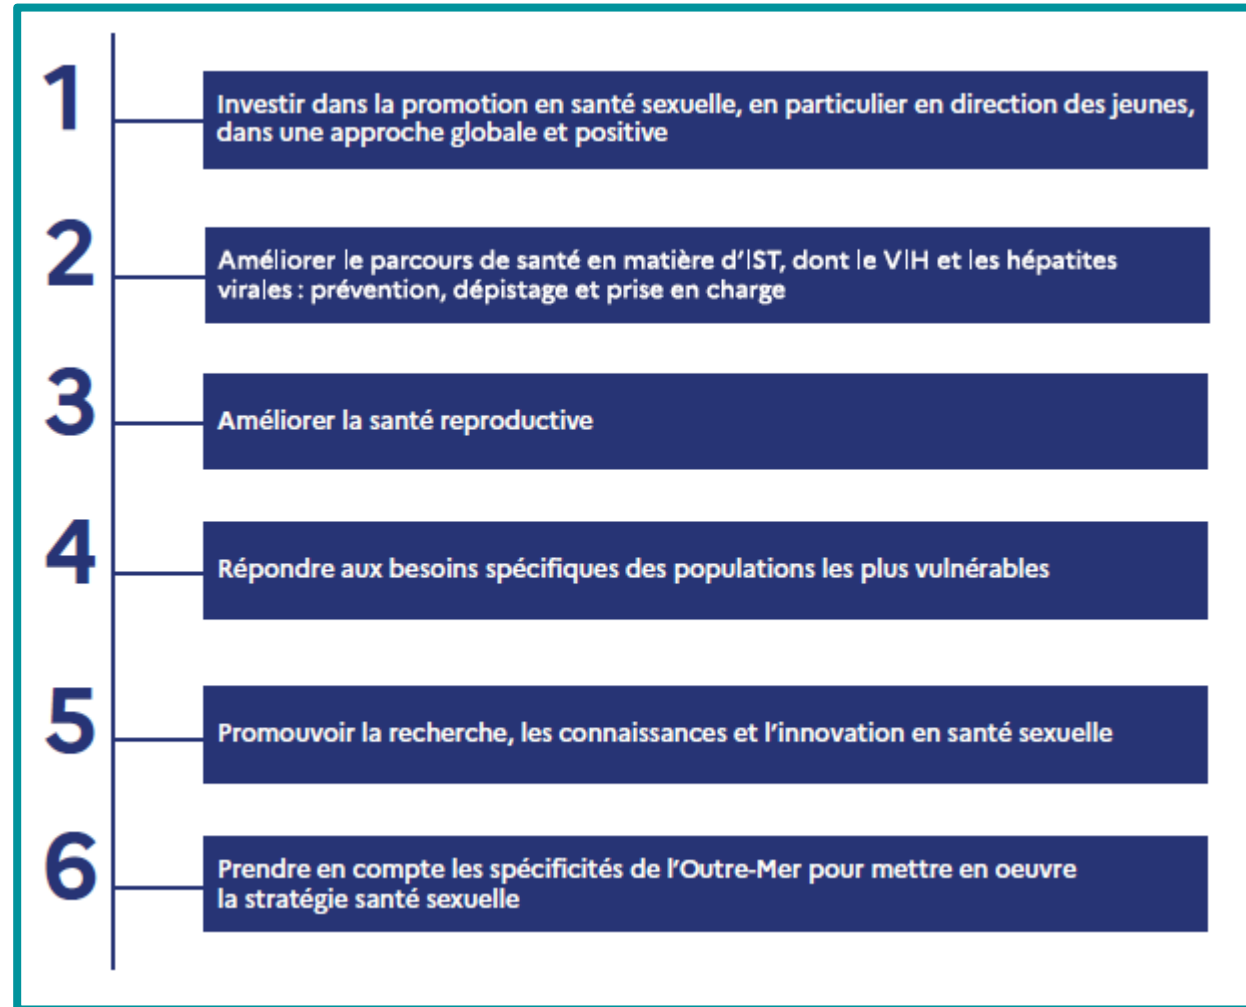 1
Investir dans la promotion en santé sexuelle, en particulier en direction des jeunes,
dans une approche globale et positive
2
Améliorer le parcours de santé en matière d'IST, dont le VIH et les hépatites
virales : prévention, dépistage et prise en charge
3
Améliorer la santé reproductive
4
Répondre aux besoins spécifiques des populations les plus vulnérables
5
Promouvoir la recherche, les connaissances et l'innovation en santé sexuelle
6
Prendre en compte les spécificités de l'Outre-Mer pour mettre en oeuvre
la stratégie santé sexuelle